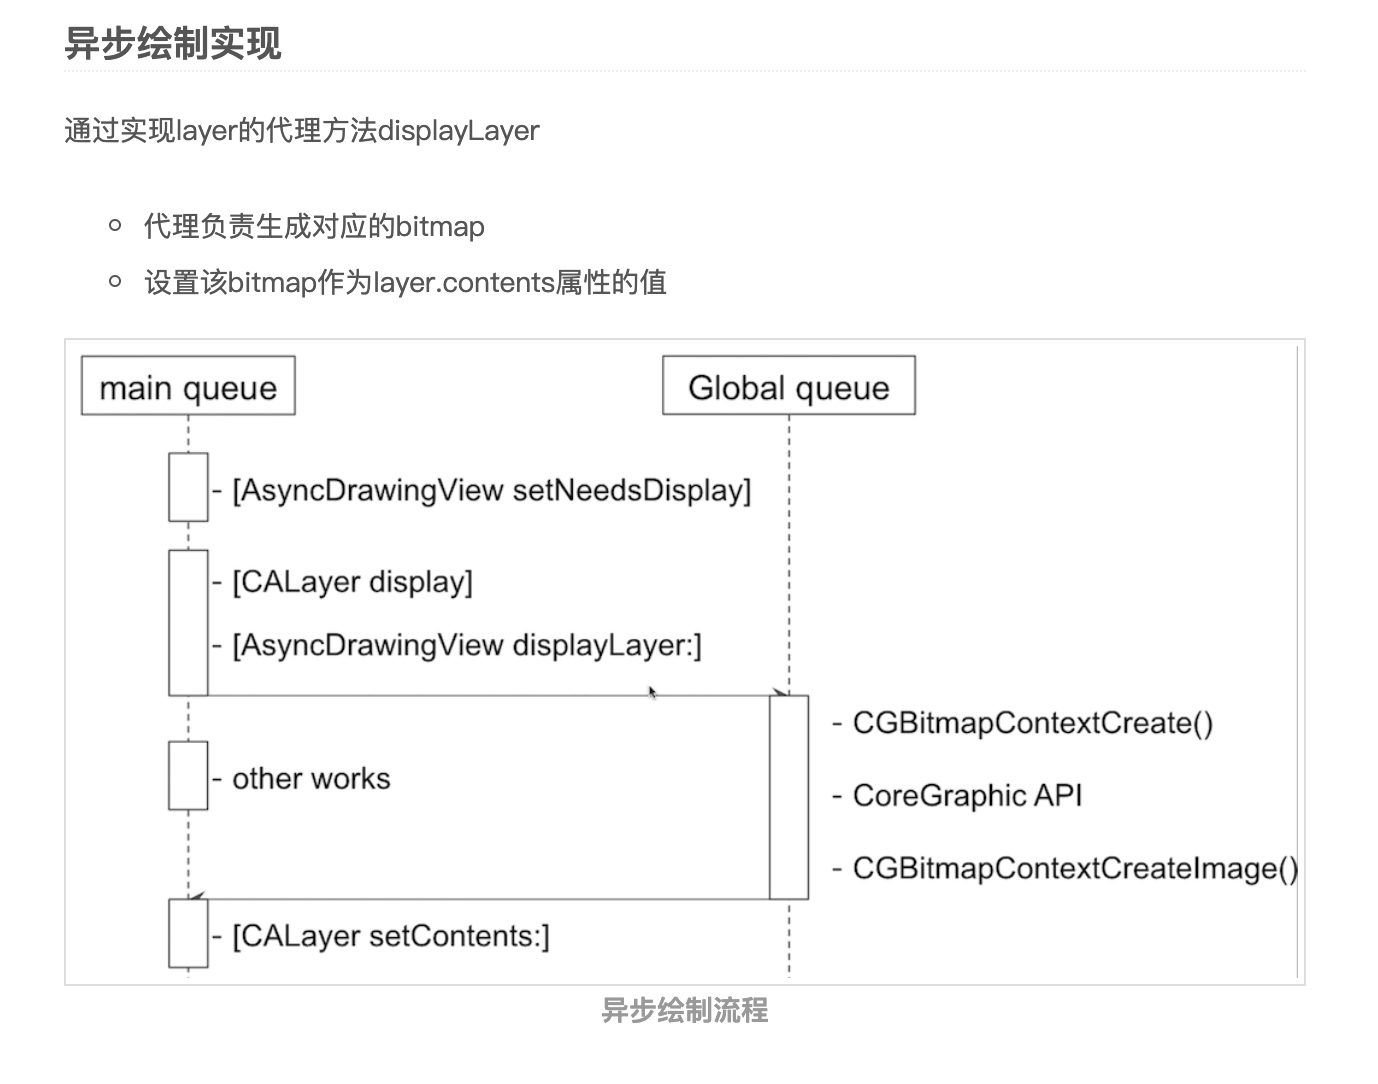 异步绘制实现
通过实现layer的代理方法displayLayer
代理负责生成对应的bitmap
设置该bitmap作为layer.contents属性的值
main queue
Global queue
- [AsyncDrawingView setNeedsDisplay]
- [CALayer display]
- [AsyncDrawingView displayLayer:]
- CGBitmapContextCreate()
- other works
- CoreGraphic API
- CGBitmapContextCreateImage()
- [CALayer setContents:]
异步绘制流程